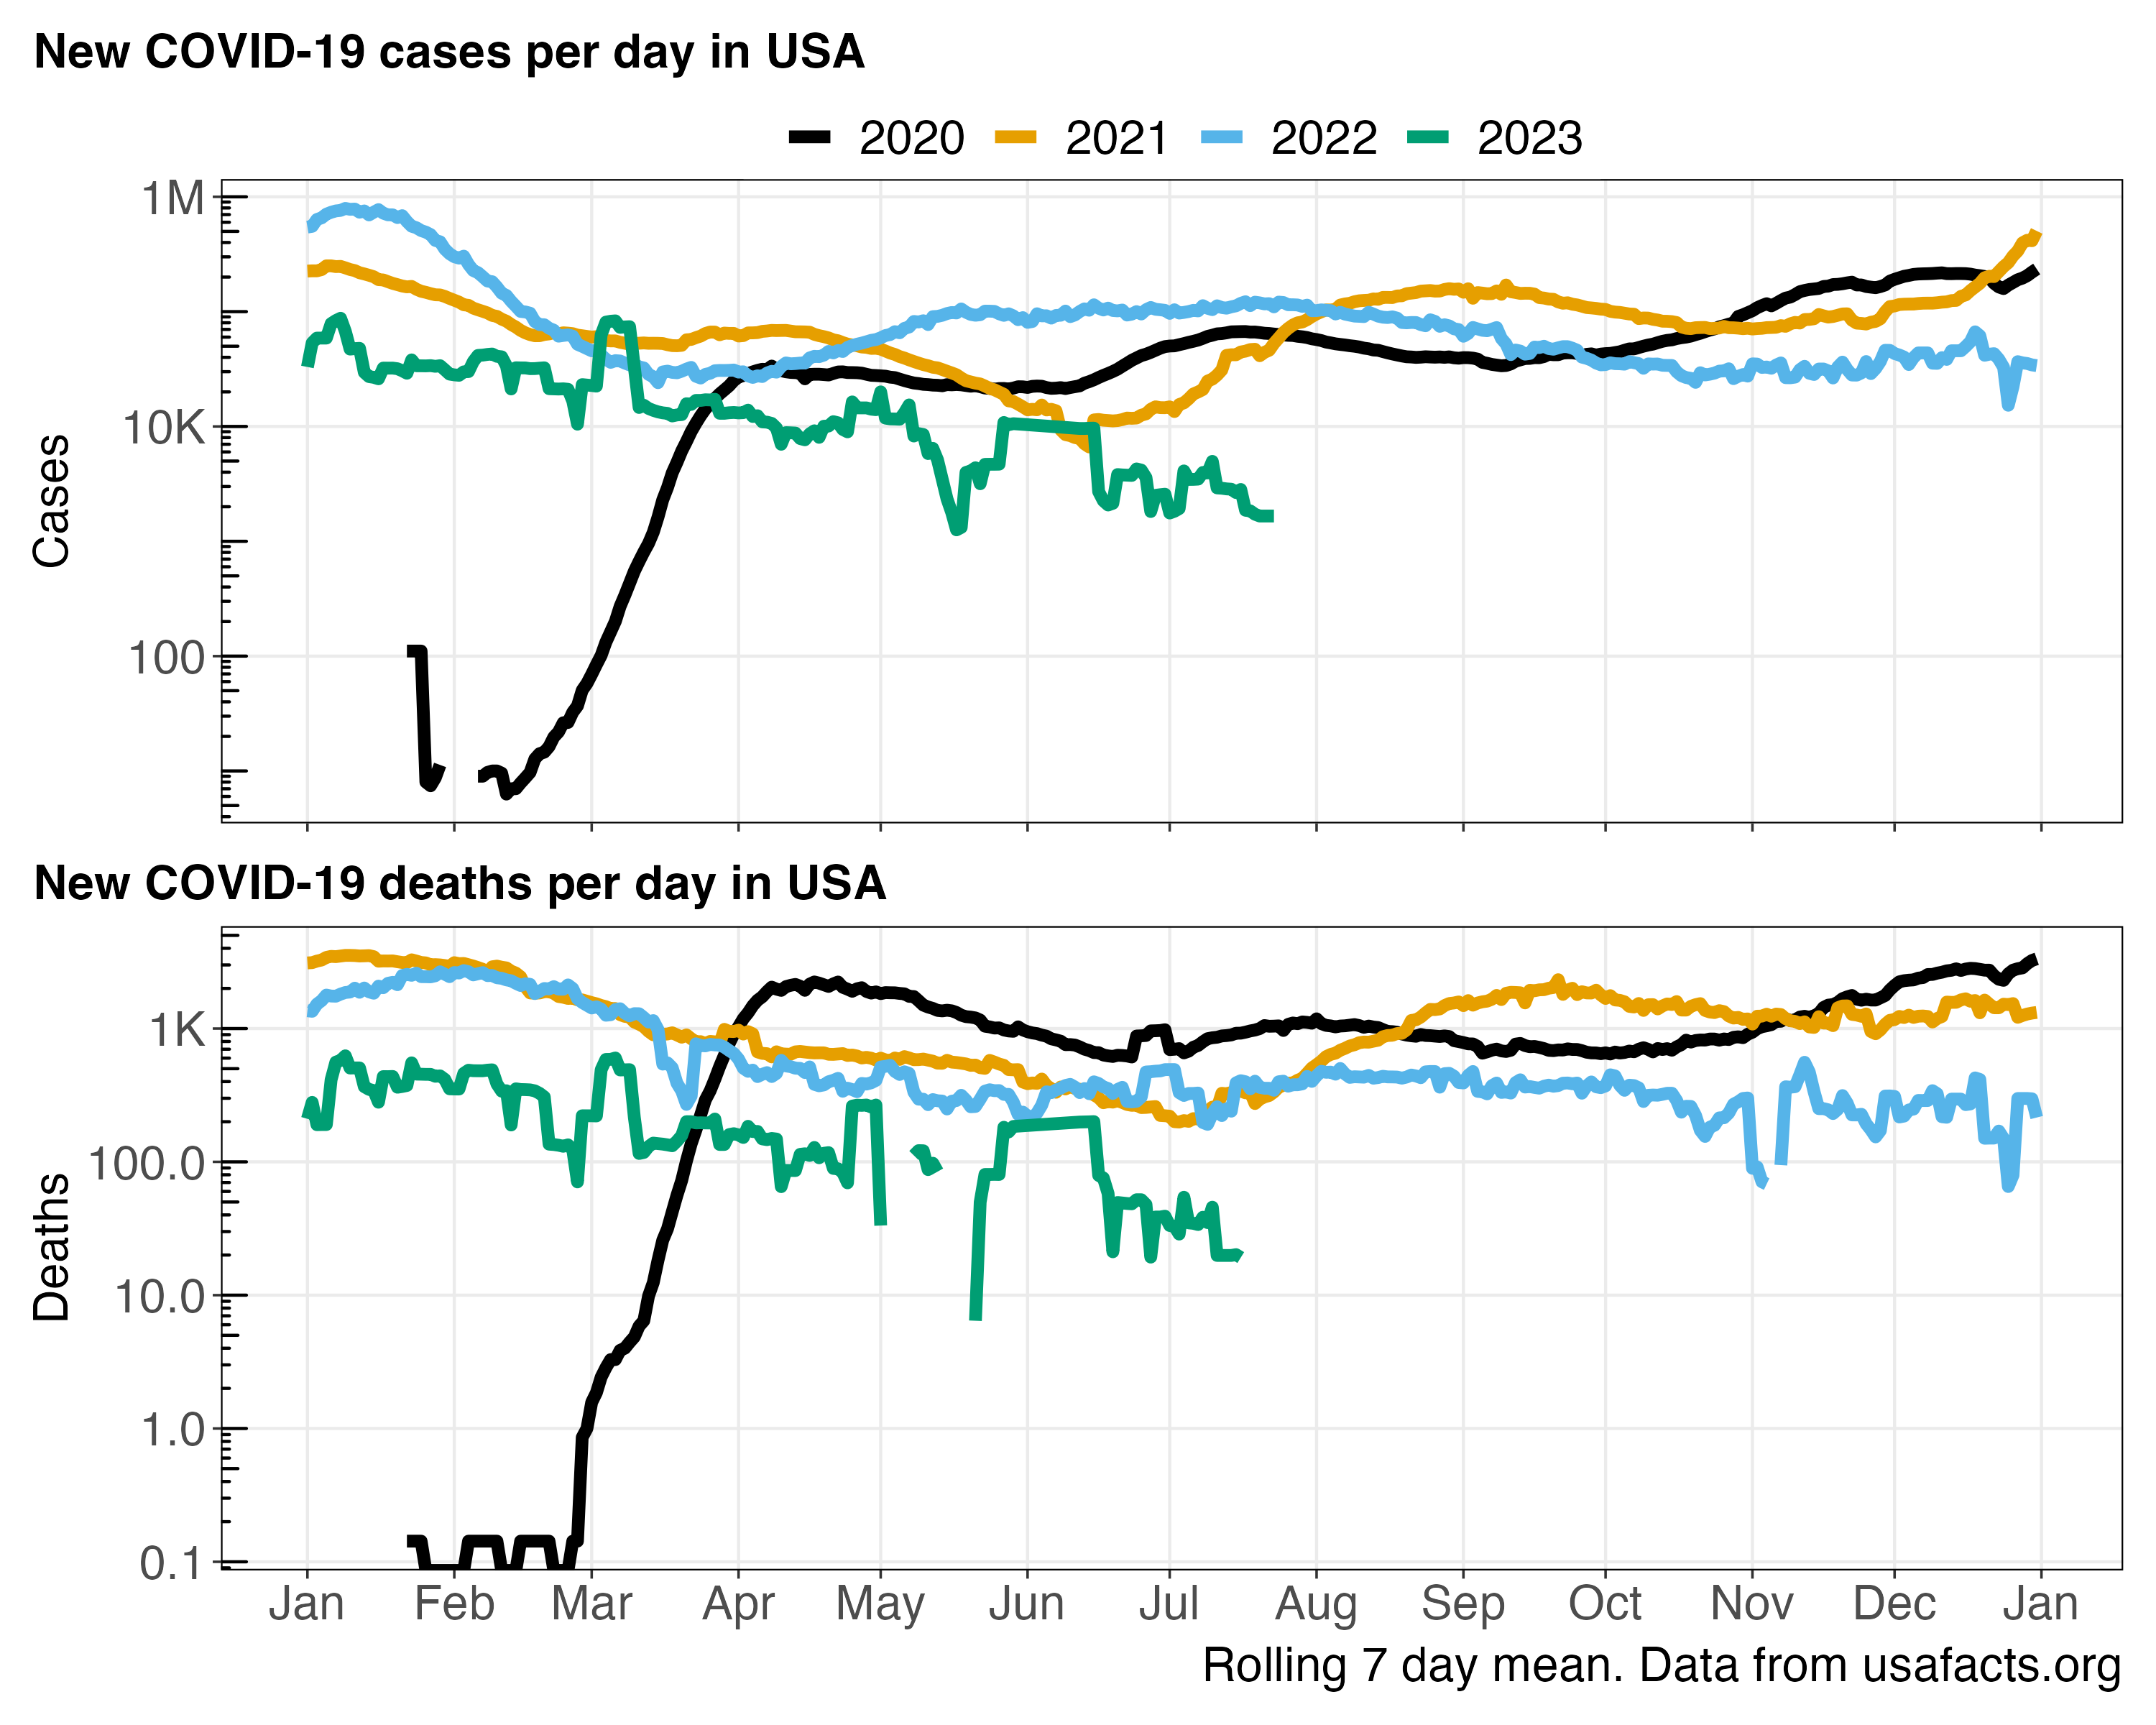 New COVID-19 cases per day in USA
2020 2021 2022 2023
1M
10K
100
Cases
New COVID-19 deaths per day in USA
1K
100.0
10.0
1.0
0.1
Deaths
Jan Feb Mar Apr May Jun Jul Aug Sep Oct Nov Dec Jan
Rolling 7 day mean. Data from usafacts.org